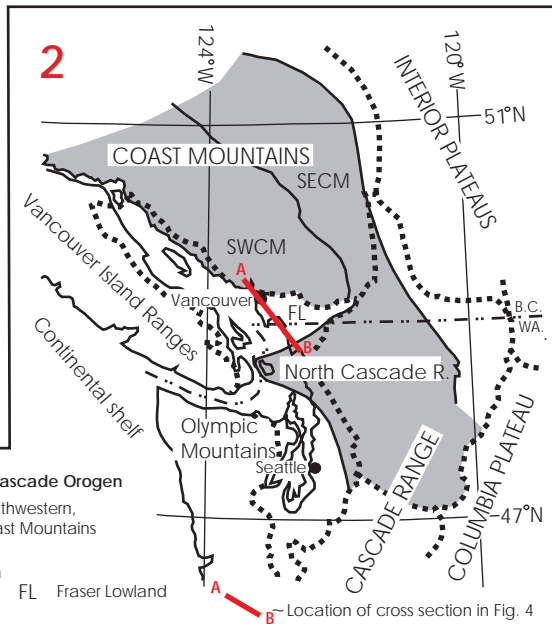 2
124°W
120°W
51°N
INTERIOR PLATEAUS
COAST MOUNTAINS
SECM
SWCM
A
Vancouver Island Ranges
Vancouver
FL
B.C.
WA.
B
Continental shelf
North Cascade R.
Olympic
Mountains
Seattle
CASCADE RANGE
COLUMBIA PLATEAU
47°N
ascade Orogen
thwestern,
ast Mountains
FL Fraser Lowland
A
B
~Location of cross section in Fig. 4